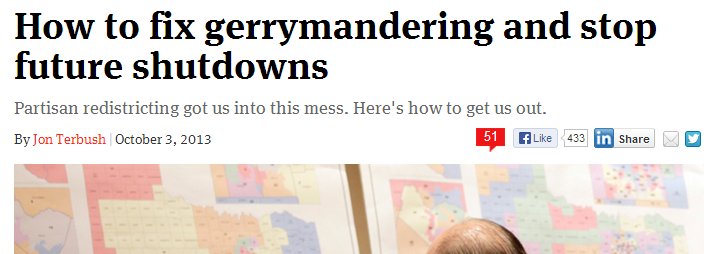 How to fix gerrymandering and stop
future shutdowns
Partisan redistricting got us into this mess. Here's how to get us out.
By Jon Terbush | October 3, 2013
51
Like
433
in Share